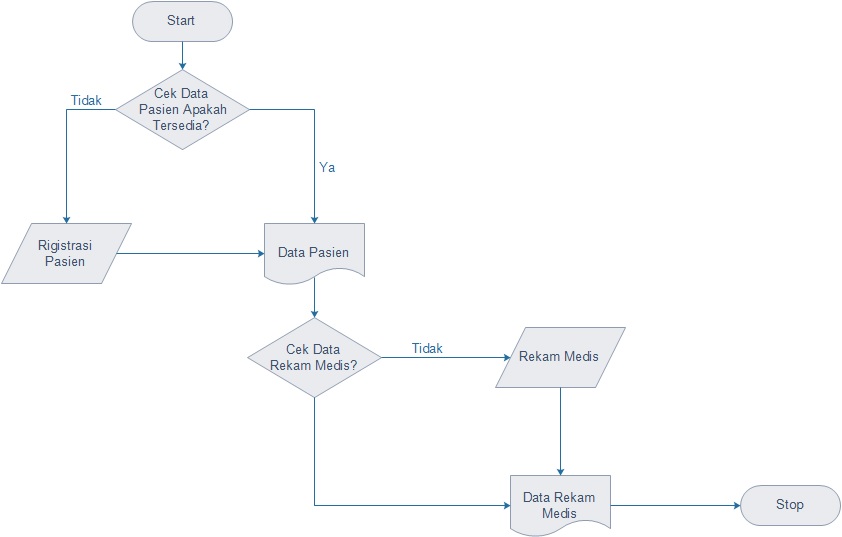 Start
Cek Data
Pasien Apakah
Tersedia?
Tidak
Ya
Rigistrasi
Pasien
Data Pasien
Cek Data
Rekam Medis?
Tidak
Rekam Medis
Data Rekam
Medis
Stop